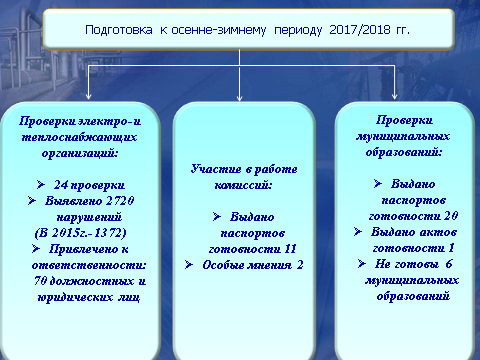 Подготовка к осенне-зимнему периоду 2017/2018 гг.
Проверки электро- и
теплоснабжающих
организаций:
➢ 24 проверки
➢ Выявлено 2720
нарушений
(В 2015г.- 1372)
➢ Привлечено к
ответственности:
70 должностных и
юридических лиц
Участие в работе
комиссий:
➢ Выдано
паспортов
готовности 11
➢ Особые мнения 2
Проверки
муниципальных
образований:
➢ Выдано
паспортов
готовности 20
➢ Выдано актов
готовности 1
➢ Не готовы 6
муниципальных
образований